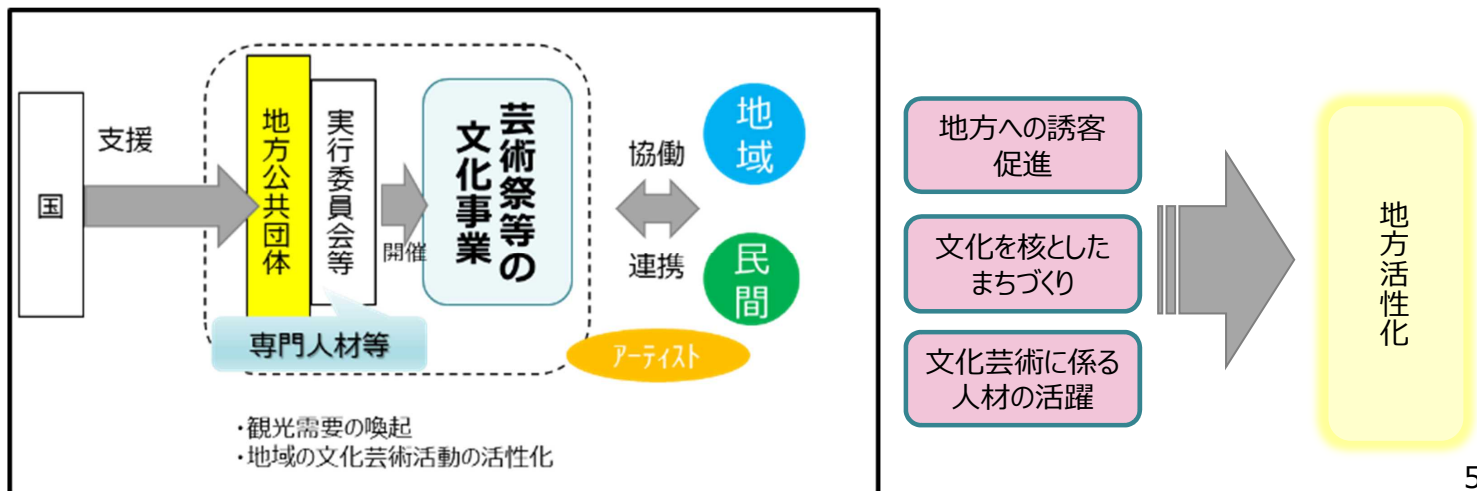 国
支援
地方公共団体
実行委員会等
専門人材等
開催
芸術祭等の
文化事業
協働
連携
地域
民間
アーティスト
・観光需要の喚起
・地域の文化芸術活動の活性化
地方への誘客
促進
文化を核とした
まちづくり
文化芸術に係る
人材の活躍
地方活性化
5